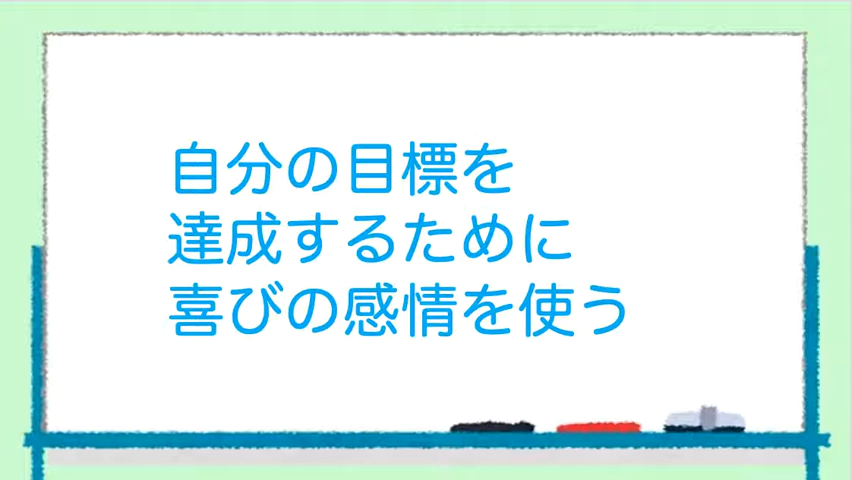 自分の目標を
達成するために
喜びの感情を使う